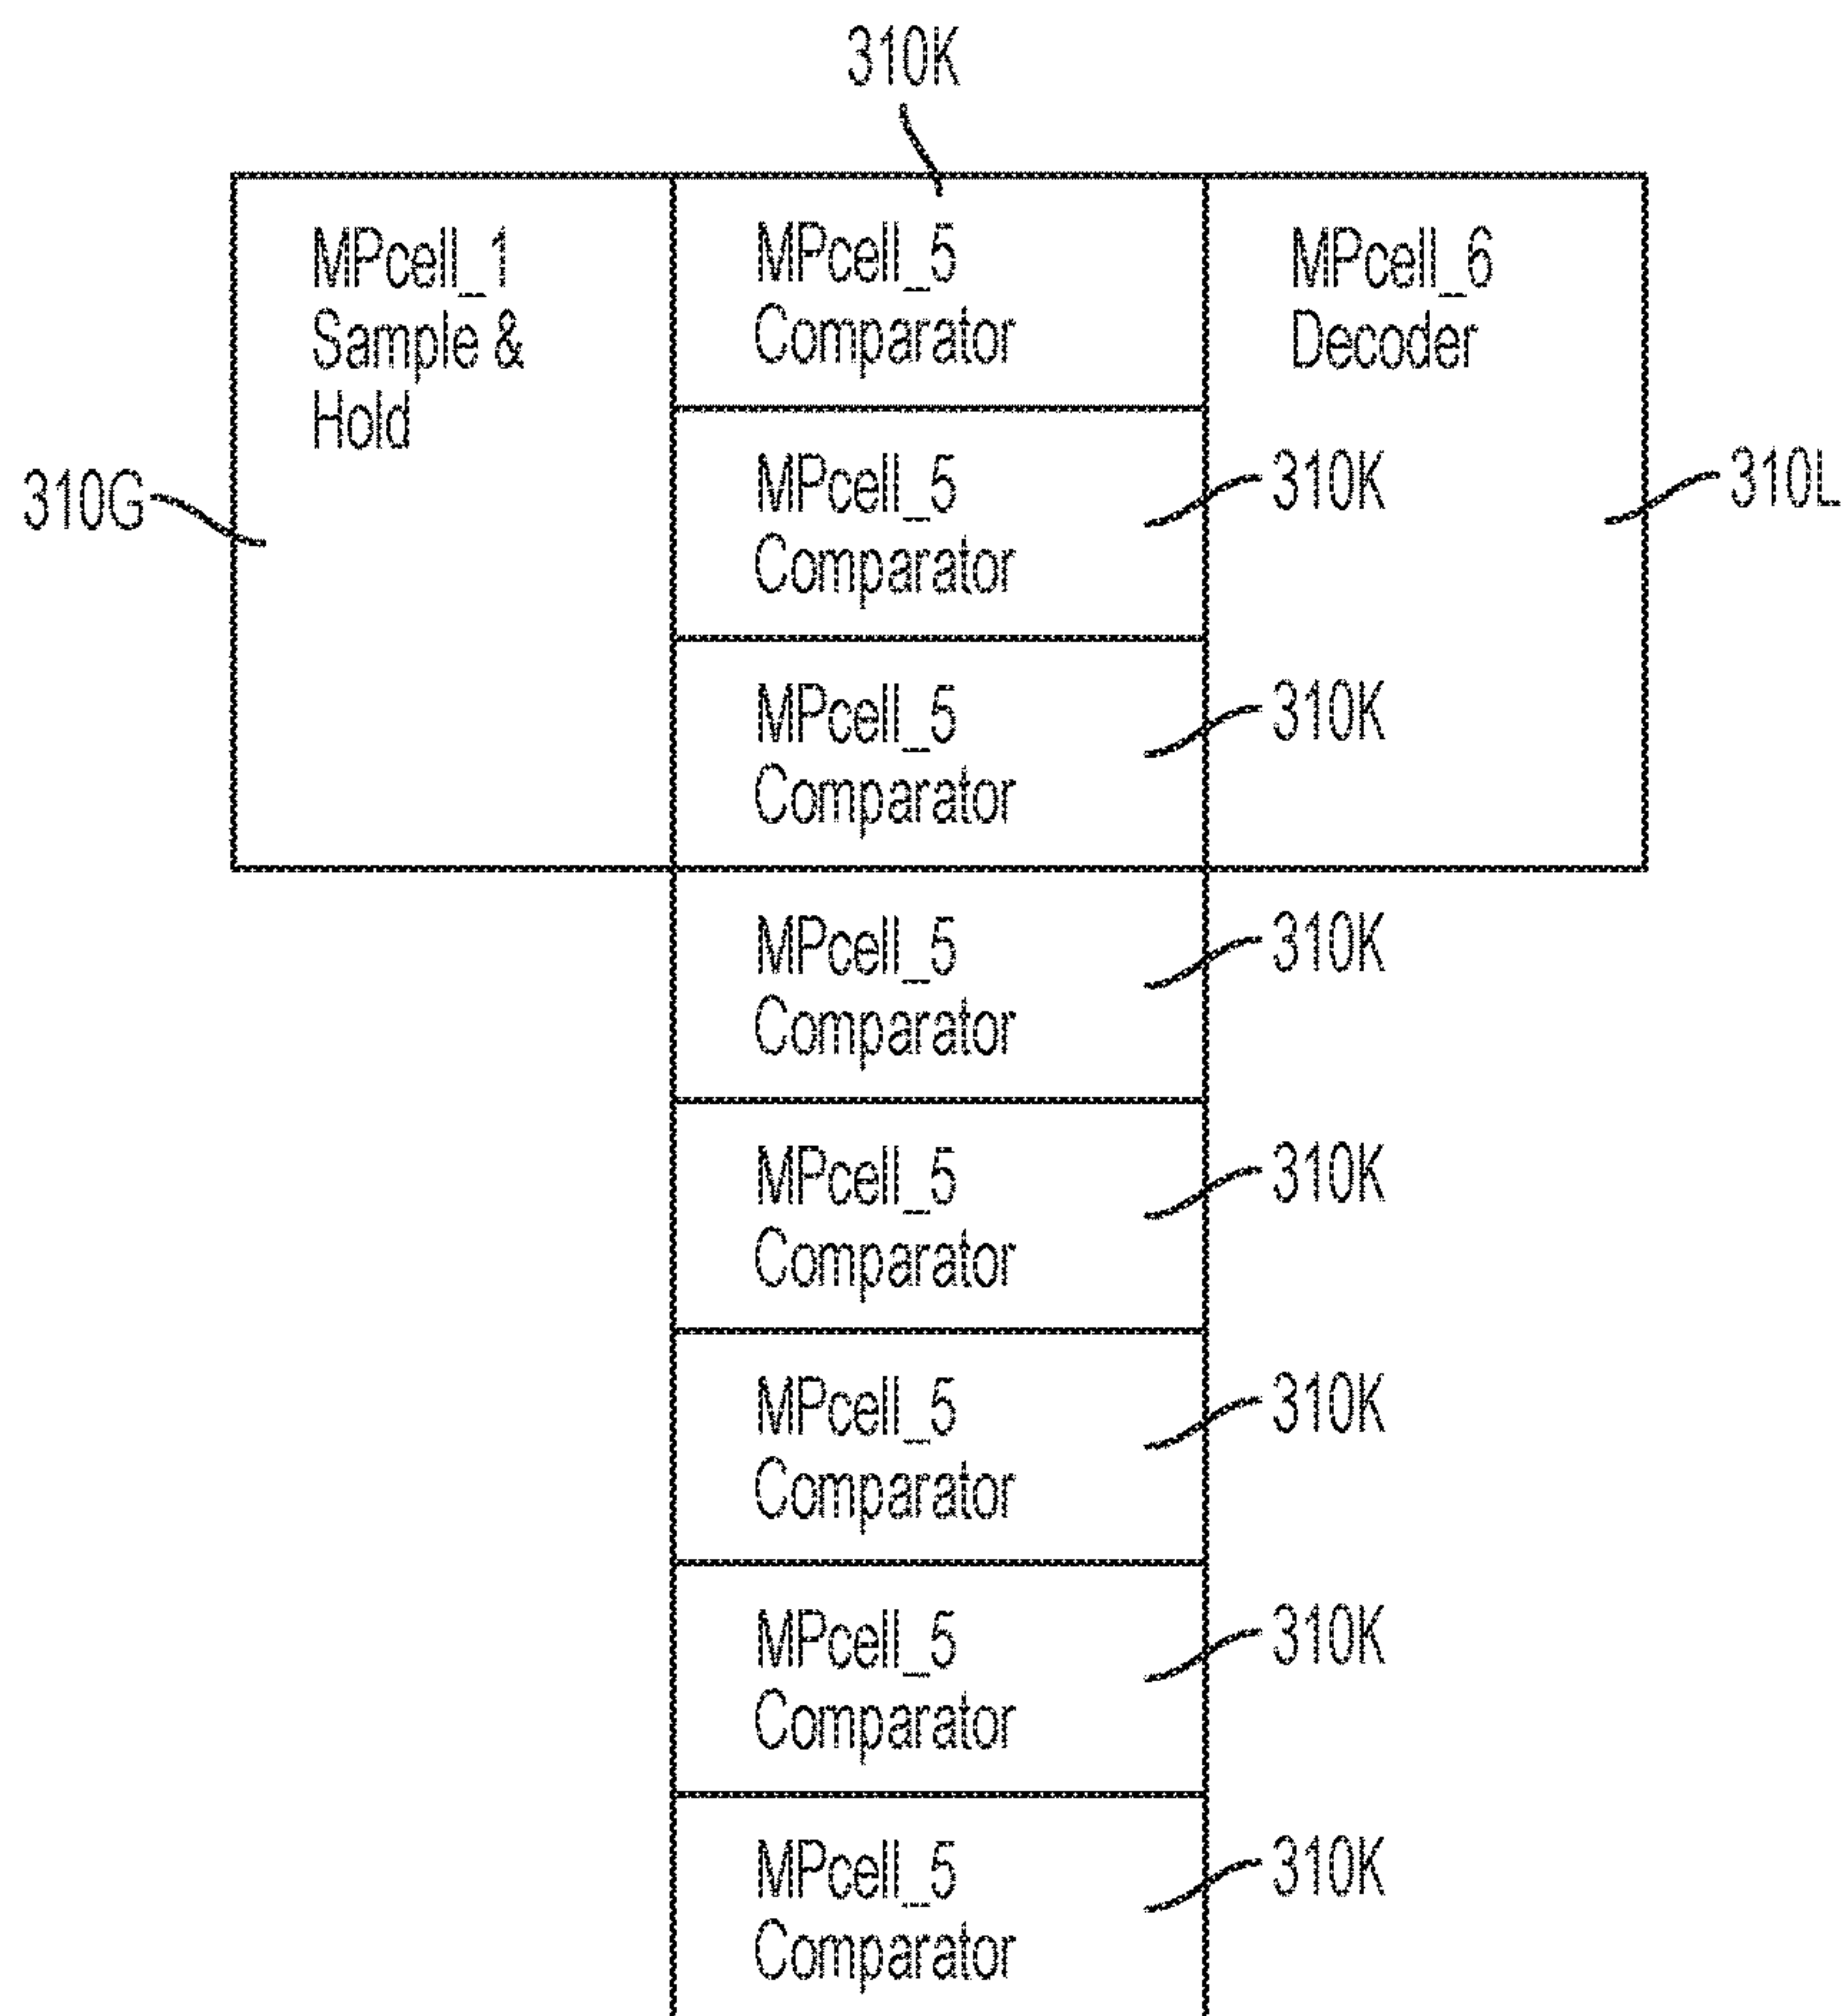 310K
MPcell_1
Sample &
Hold
MPcell_5
Comparator
MPcell_6
Decoder
310G
MPcell_5
Comparator
310K
310L
MPcell_5
Comparator
310K
MPcell_5
Comparator
310K
MPcell_5
Comparator
310K
MPcell_5
Comparator
310K
MPcell_5
Comparator
310K
MPcell_5
Comparator
310K